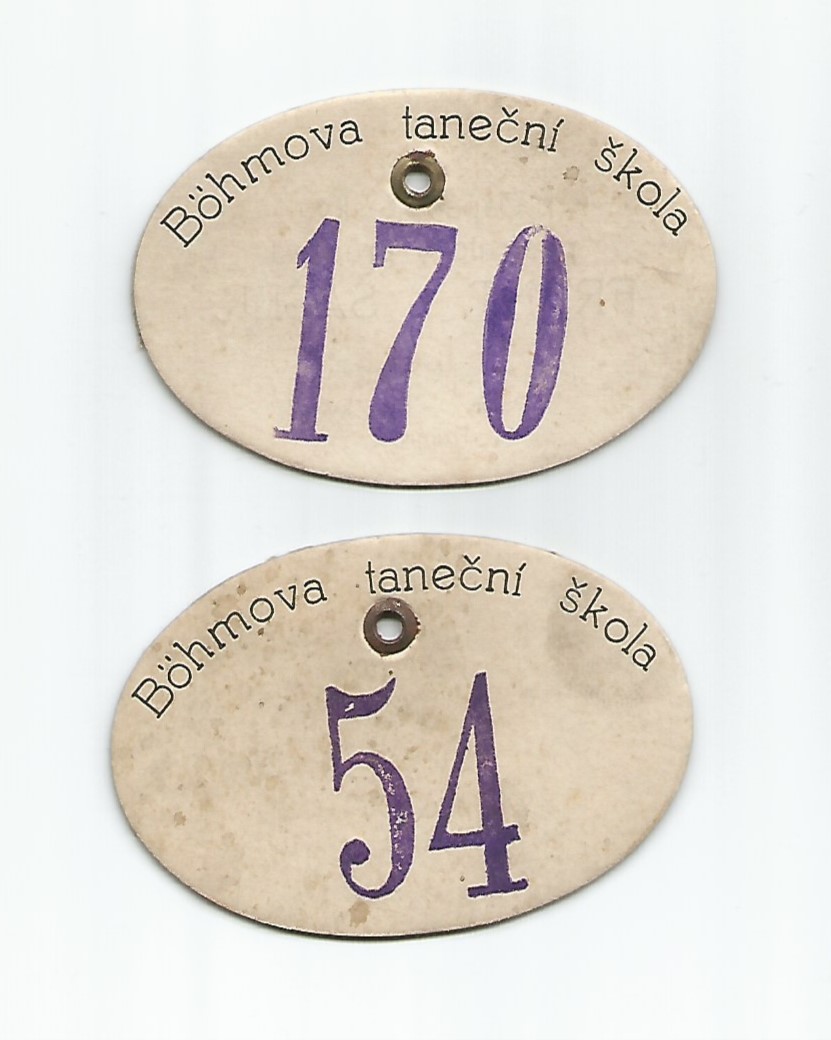 Böhmova taneční škola
170
Böhmova taneční škola
54